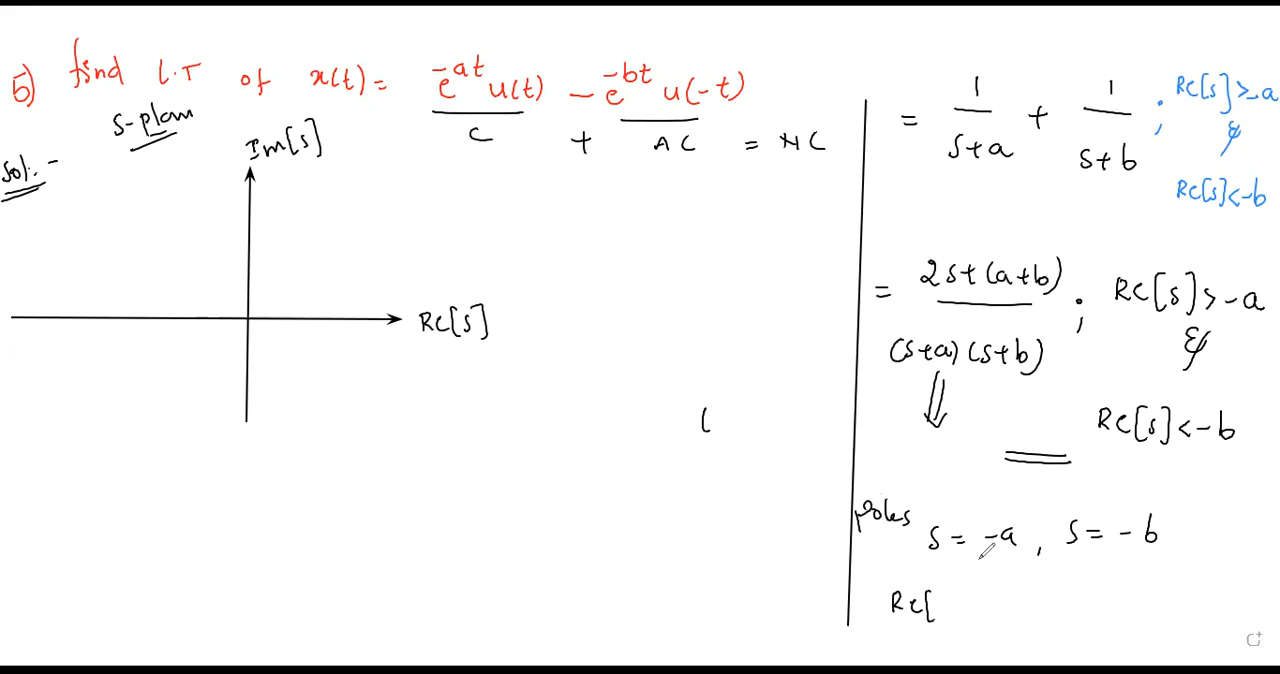 5) find L.T of x(t) = e^-at u(t) - e^-bt u(-t)
C + AC = NC
S-plan
Sol:-
Im[s]
Re[s]
(
= 1/(s+a) + 1/(s+b) ; Re[s]>-a
&
Re[s]<-b
= 2s+(a+b)/(s+a)(s+b) ; Re[s]>-a
&
Re[s]<-b
poles s = -a , s = -b
Re[